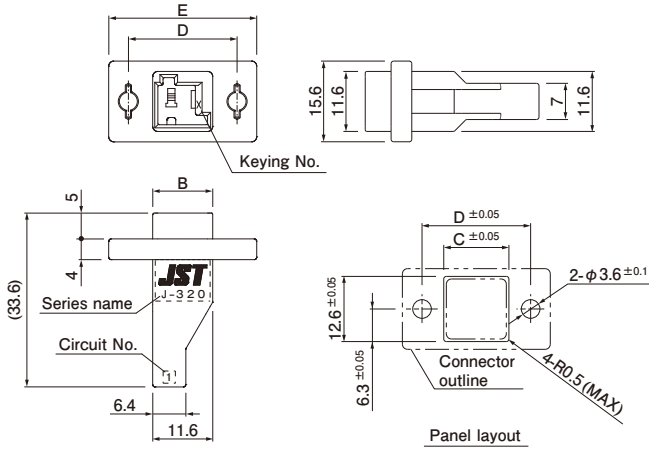 E
D
15.6
11.6
7
11.6
X
Keying No.
B
5
4
(33.6)
JST
J-320
Series name
Circuit No.
1
6.4
11.6
D ±0.05
C ±0.05
2-φ3.6 ±0.1
12.6 ±0.05
6.3 ±0.05
Connector
outline
4-R0.5(MAX)
Panel layout